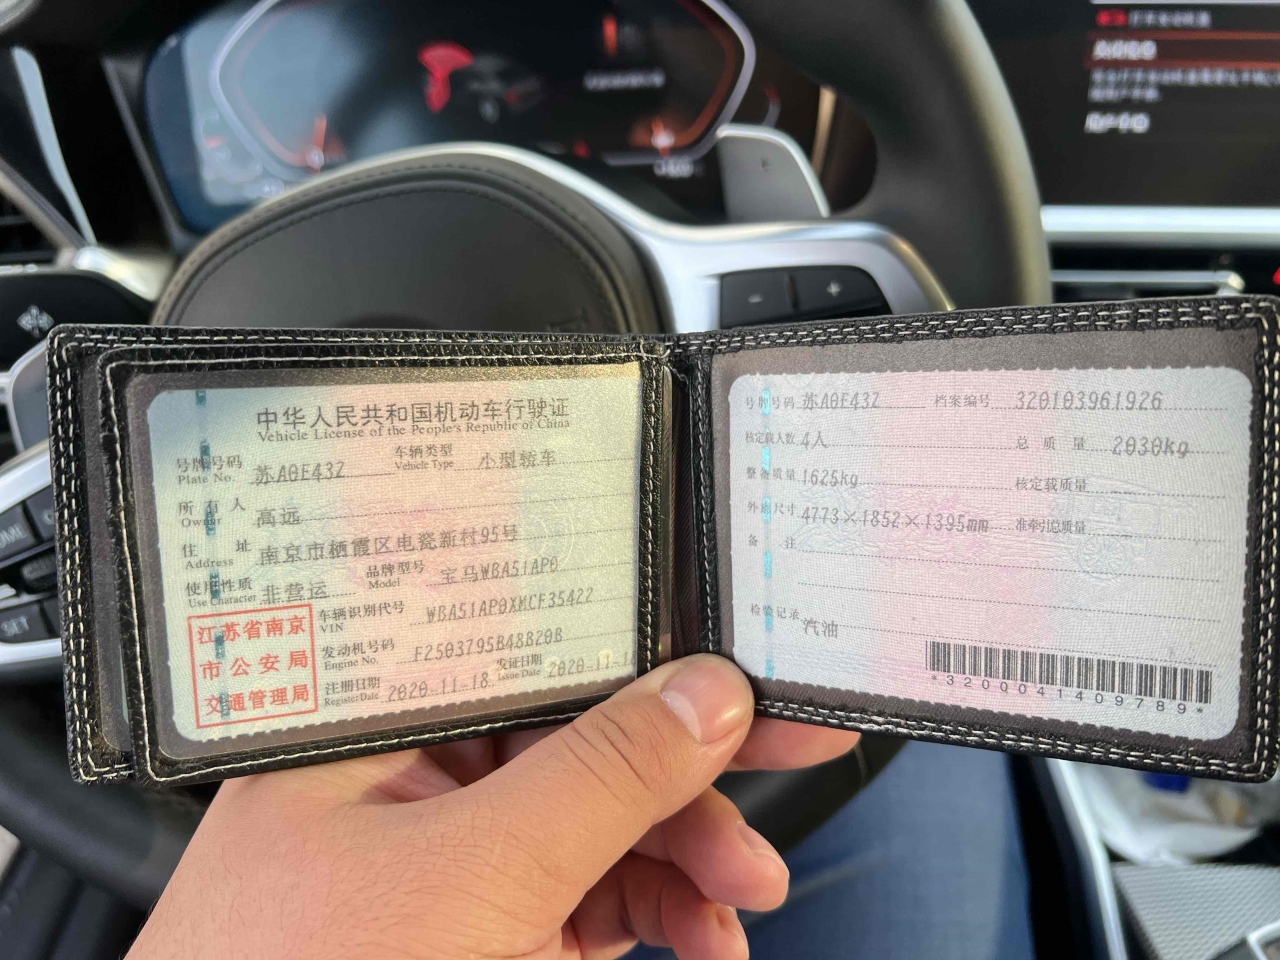 中华人民共和国机动车行驶证
Vehicle License of the People's Republic of China
号牌号码 Plate No. 苏A0E43Z 车辆类型 Vehicle Type 小型轿车
所有人 Owner 高远
住址 Address 南京市栖霞区电瓷新村95号
使用性质 Use Character 非营运 品牌型号 Model 宝马WBA51AP0
江苏省南京
市公安局
交通管理局
车辆识别代号 VIN WBA51AP0XMCF35422
发动机号码 Engine No. F2503795B48B20B
注册日期 Register Date 2020-11-18 发证日期 Issue Date 2020-11-1
号牌号码 苏A0E43Z 档案编号 320103961926
核定载人数 4人 总质量 2030kg
整备质量 1625kg 核定载质量
外廓尺寸 4773×1852×1395mm 准牵引总质量
备注
检验记录 汽油
*3200041409789*
SET